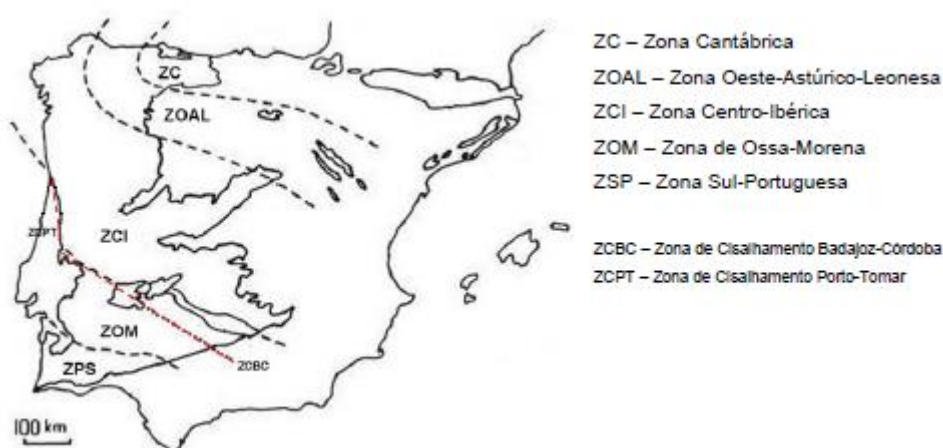 ZC
ZOAL
ZCPT
ZCI
ZOM
ZPS
ZCBC
100 km
ZC – Zona Cantábrica
ZOAL – Zona Oeste-Astúrico-Leonesa
ZCI – Zona Centro-Ibérica
ZOM – Zona de Ossa-Morena
ZSP – Zona Sul-Portuguesa
ZCBC – Zona de Cisalhamento Badajoz-Córdoba
ZCPT – Zona de Cisalhamento Porto-Tomar